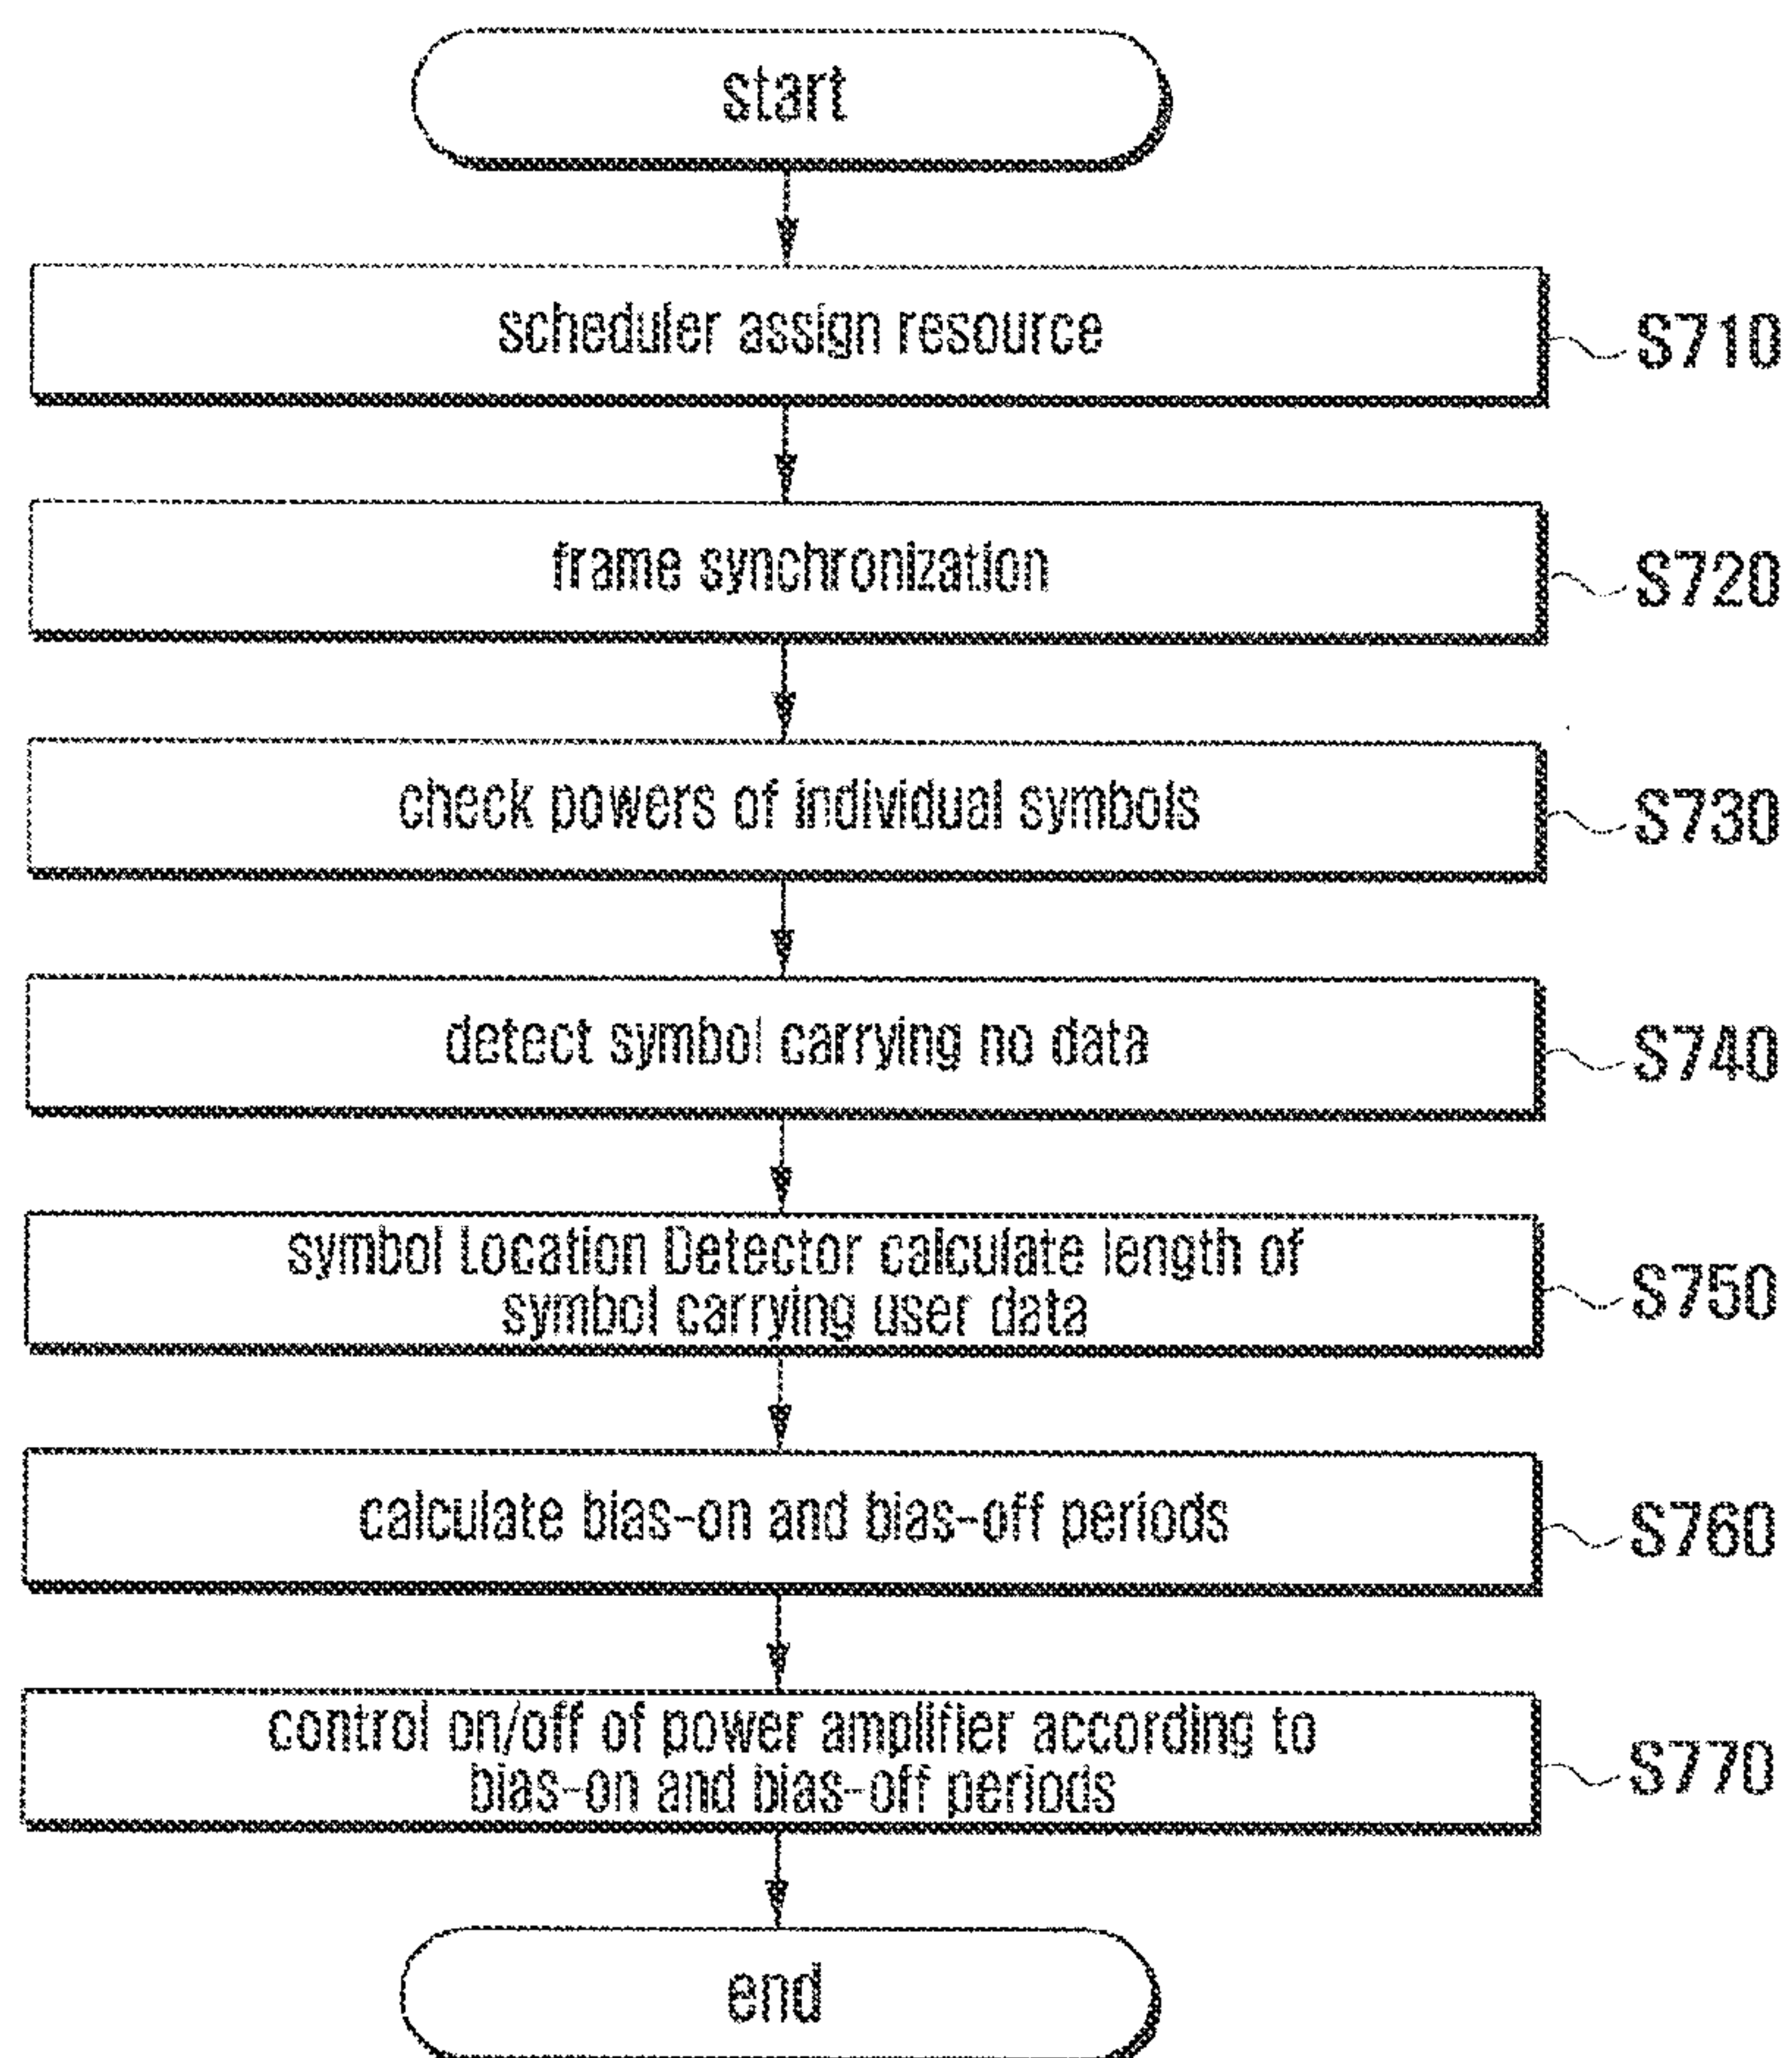 start
scheduler assign resource
S710
frame synchronization
S720
check powers of individual symbols
S730
detect symbol carrying no data
S740
symbol Location Detector calculate length of
symbol carrying user data
S750
calculate bias-on and bias-off periods
S760
control on/off of power amplifier according to
bias-on and bias-off periods
S770
end